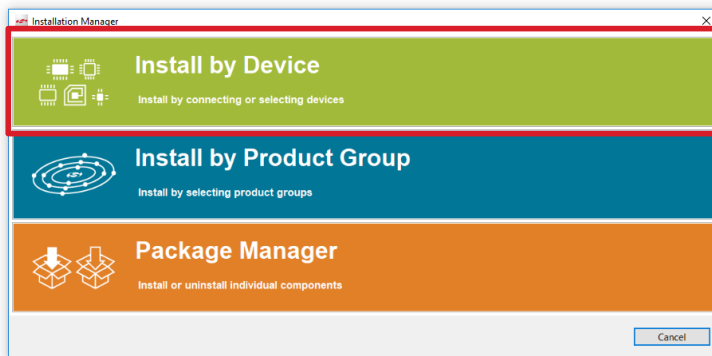 Installation Manager
Install by Device
Install by connecting or selecting devices
Install by Product Group
Install by selecting product groups
Package Manager
Install or uninstall individual components
Cancel